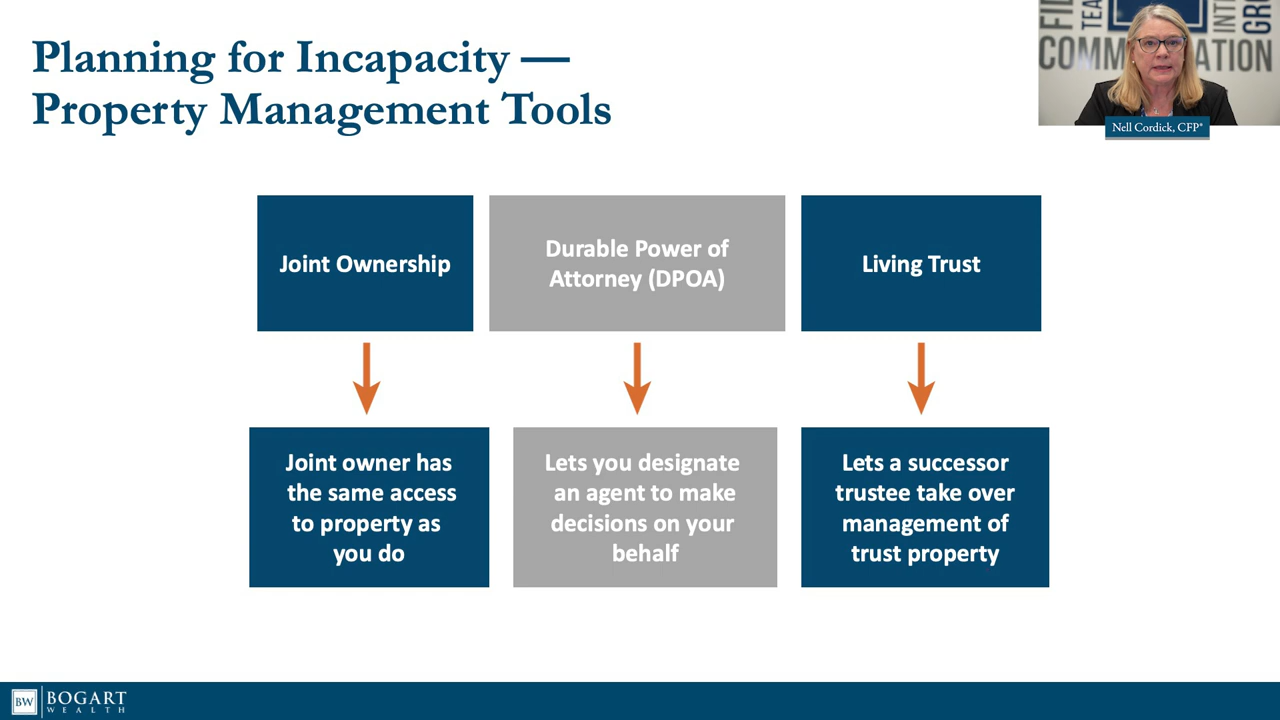 Planning for Incapacity —
Property Management Tools
COMM
ATION
Nell Cordick, CFP®
Joint Ownership
Durable Power of
Attorney (DPOA)
Living Trust
Joint owner has
the same access
to property as
you do
Lets you designate
an agent to make
decisions on your
behalf
Lets a successor
trustee take over
management of
trust property
BW
BOGART
WEALTH